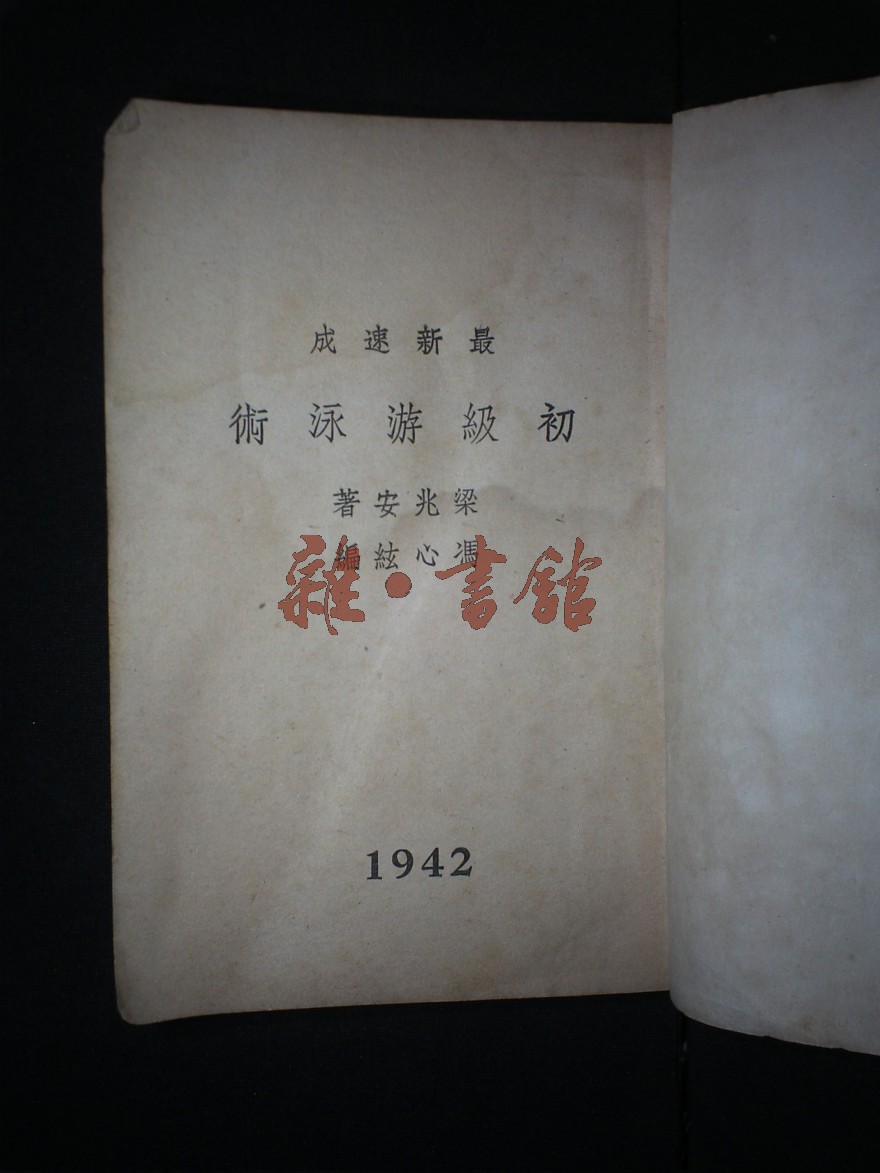 最新速成
初級游泳術
梁兆安著
馮心絃編
雜·書館
1942